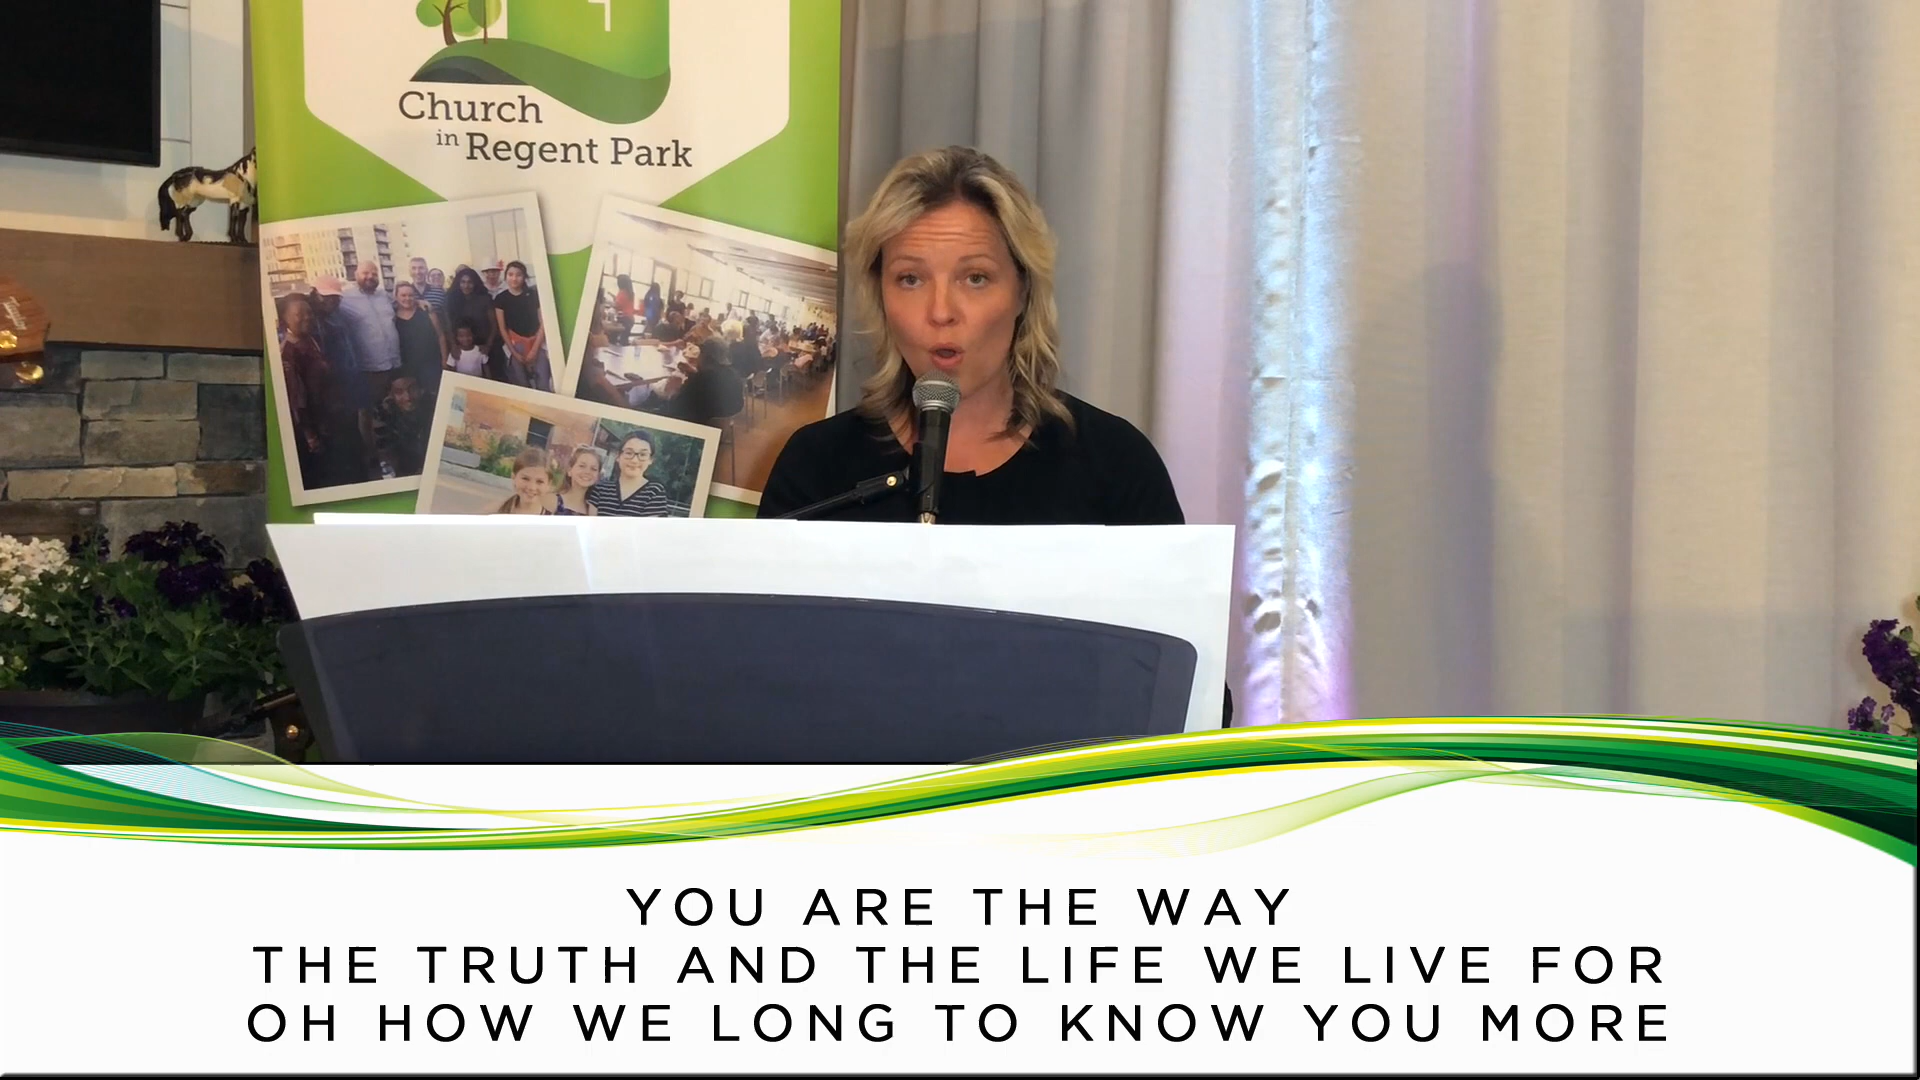 Church
in Regent Park
YOU ARE THE WAY
THE TRUTH AND THE LIFE WE LIVE FOR
OH HOW WE LONG TO KNOW YOU MORE